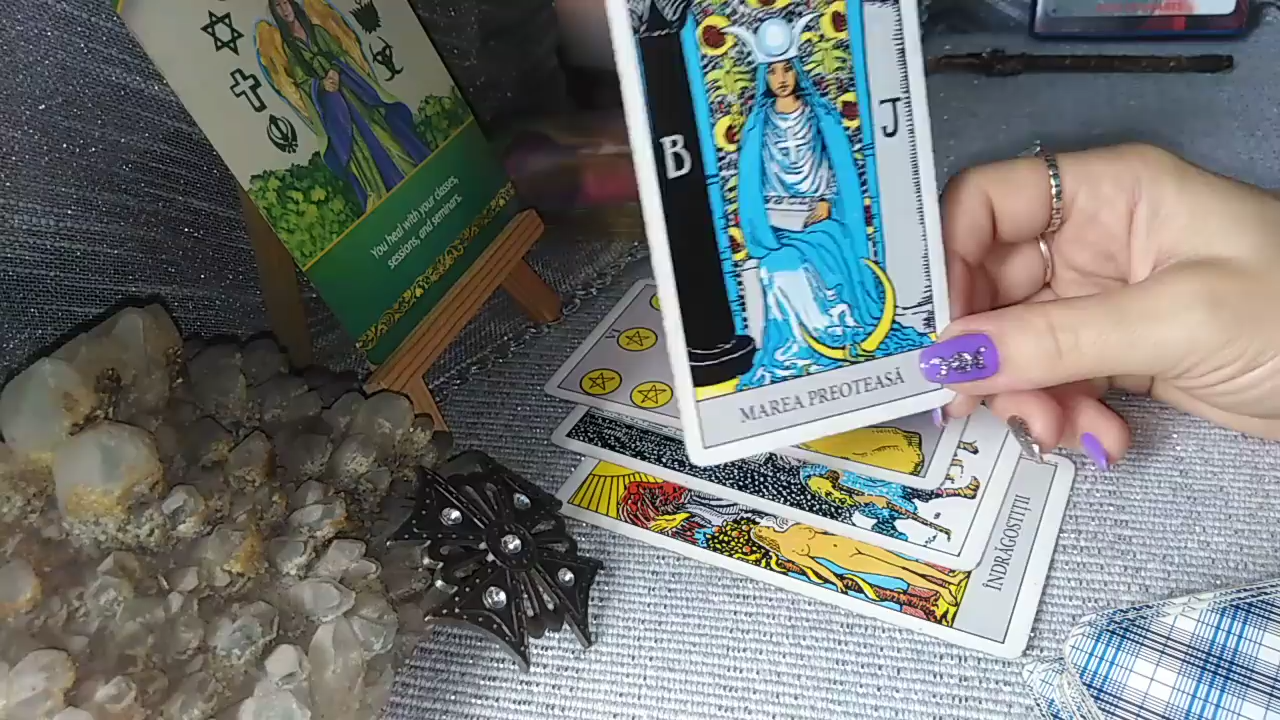 You heal with your classes,
sessions, and seminars.
B
J
MAREA PREOTEASĂ
ÎNDRĂGOSTIȚII